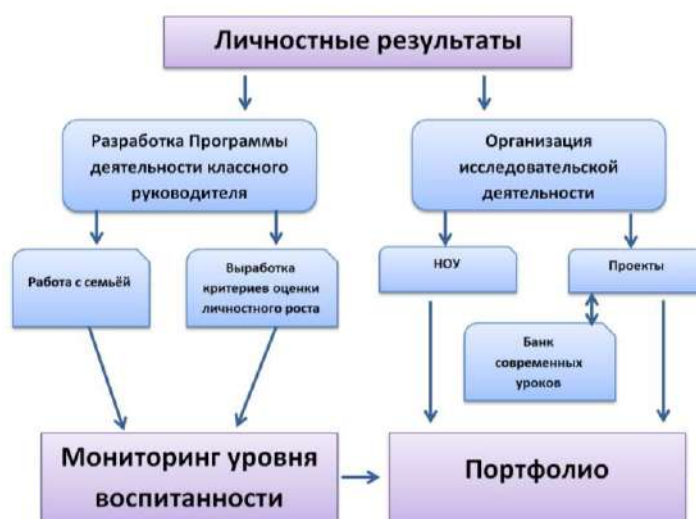 Личностные результаты
Разработка Программы
деятельности классного
руководителя
Организация
исследовательской
деятельности
Работа с семьёй
Выработка
критериев оценки
личностного роста
НОУ
Проекты
Банк
современных
уроков
Мониторинг уровня
воспитанности
Портфолио